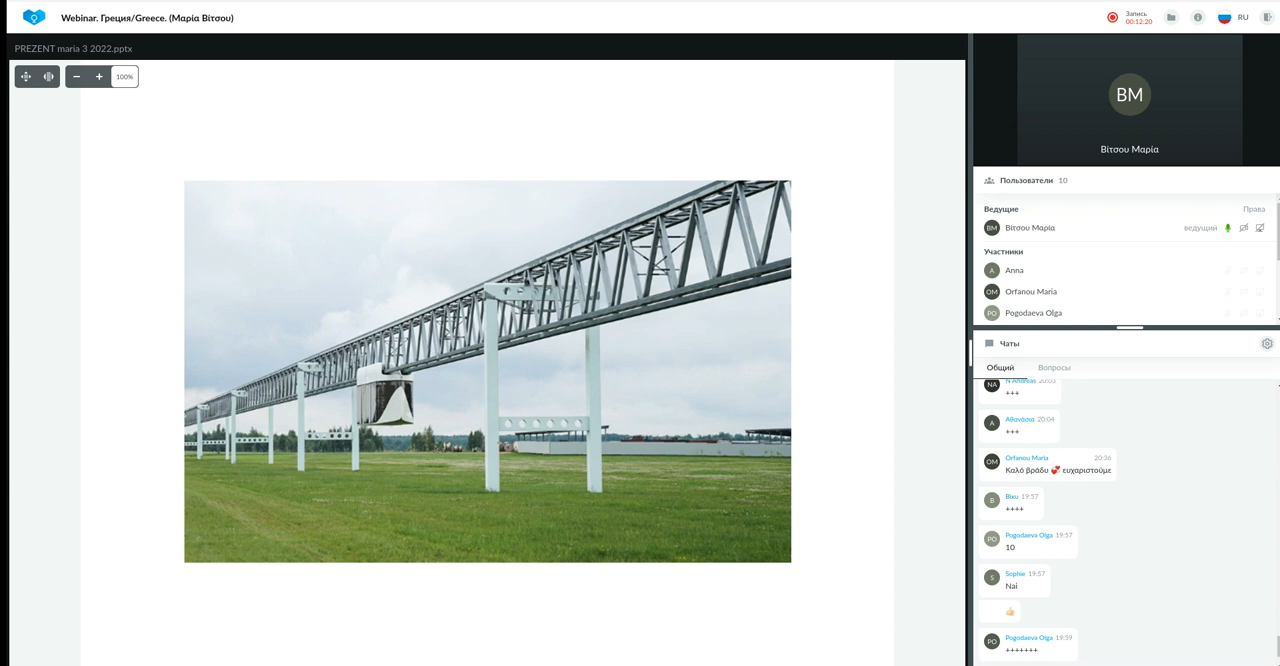 Webinar. Греция/Greece. (Μαρία Βίτσου)
Запись
00:12:20
RU
PREZENT maria 3 2022.pptx
100%
BM
Βίτσου Μαρία
Пользователи 10
Ведущие Права
BM Βίτσου Μαρία ведущий
Участники
A Anna
OM Orfanou Maria
PO Pogodaeva Olga
Чаты
Общий Вопросы
NA N Ananias 20:03
+++
A Αθανάσια 20:04
+++
OM Orfanou Maria 20:36
Καλό βράδυ 💕 ευχαριστούμε
B Βίκυ 19:57
++++
PO Pogodaeva Olga 19:57
10
S Sophie 19:57
Nai
👍🏻
PO Pogodaeva Olga 19:59
+++++++